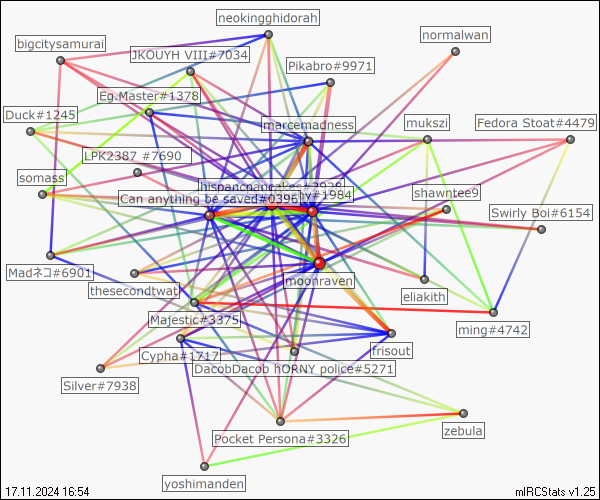 neokingghidorah
bigcitysamurai
normalwan
JKOUYH VIII#7034
Pikabro#9971
Eg.Master#1378
Duck#1245
marcemadness
mukszi
Fedora Stoat#4479
LPK2387 #7690
somass
Can anything be saved#0396
#1984
shawntee9
Swirly Boi#6154
Madネコ#6901
moonraven
thesecondtwat
eliakith
Majestic#3375
ming#4742
Cypha#1717
frisout
DacobDacob hORNY police#5271
Silver#7938
Pocket Persona#3326
zebula
yoshimanden
17.11.2024 16:54
mIRCStats v1.25